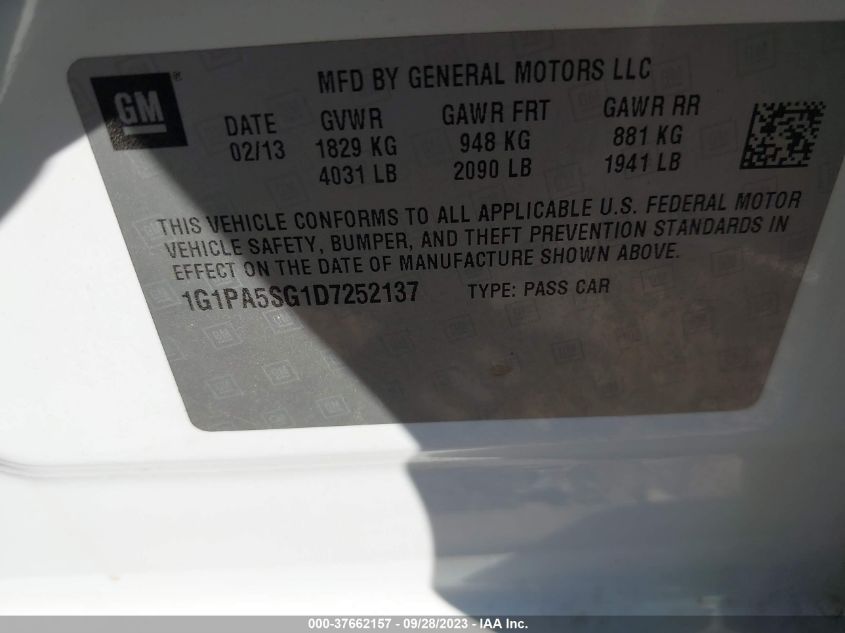 GM ®
MFD BY GENERAL MOTORS LLC
DATE GVWR GAWR FRT GAWR RR
02/13 1829 KG 948 KG 881 KG
4031 LB 2090 LB 1941 LB
THIS VEHICLE CONFORMS TO ALL APPLICABLE U.S. FEDERAL MOTOR
VEHICLE SAFETY, BUMPER, AND THEFT PREVENTION STANDARDS IN
EFFECT ON THE DATE OF MANUFACTURE SHOWN ABOVE.
1G1PA5SG1D7252137 TYPE: PASS CAR
000-37662157 - 09/28/2023 - IAA Inc.